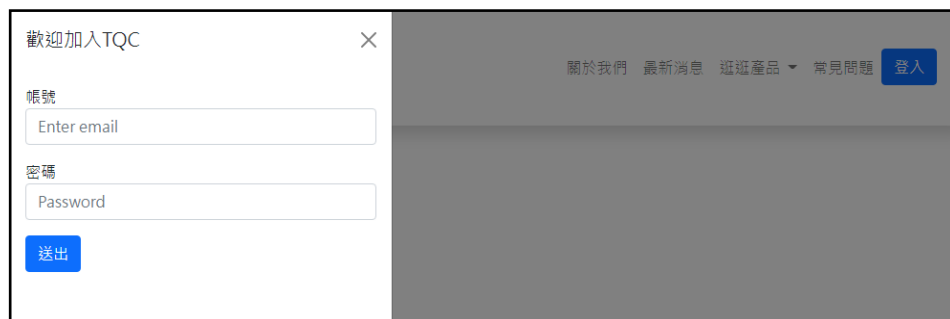 歡迎加入TQC
關於我們 最新消息 逛逛產品 常見問題 登入
帳號
Enter email
密碼
Password
送出